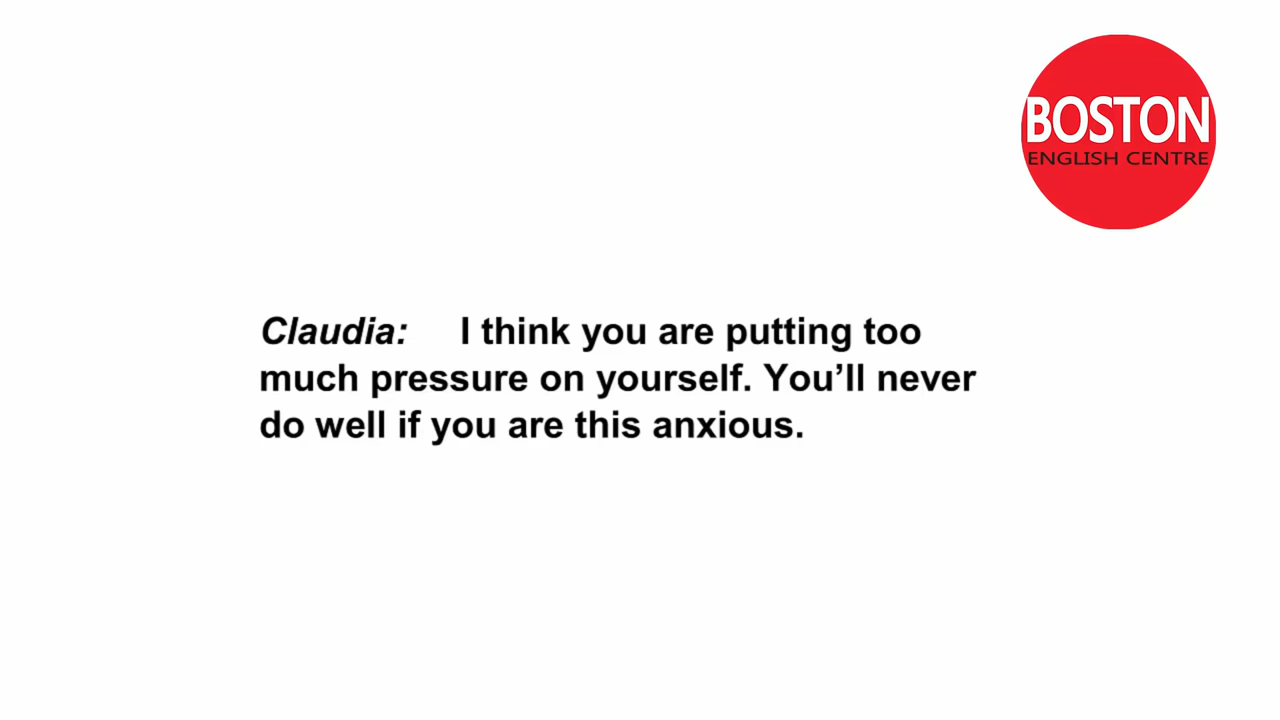 BOSTON
ENGLISH CENTRE
Claudia: I think you are putting too
much pressure on yourself. You’ll never
do well if you are this anxious.